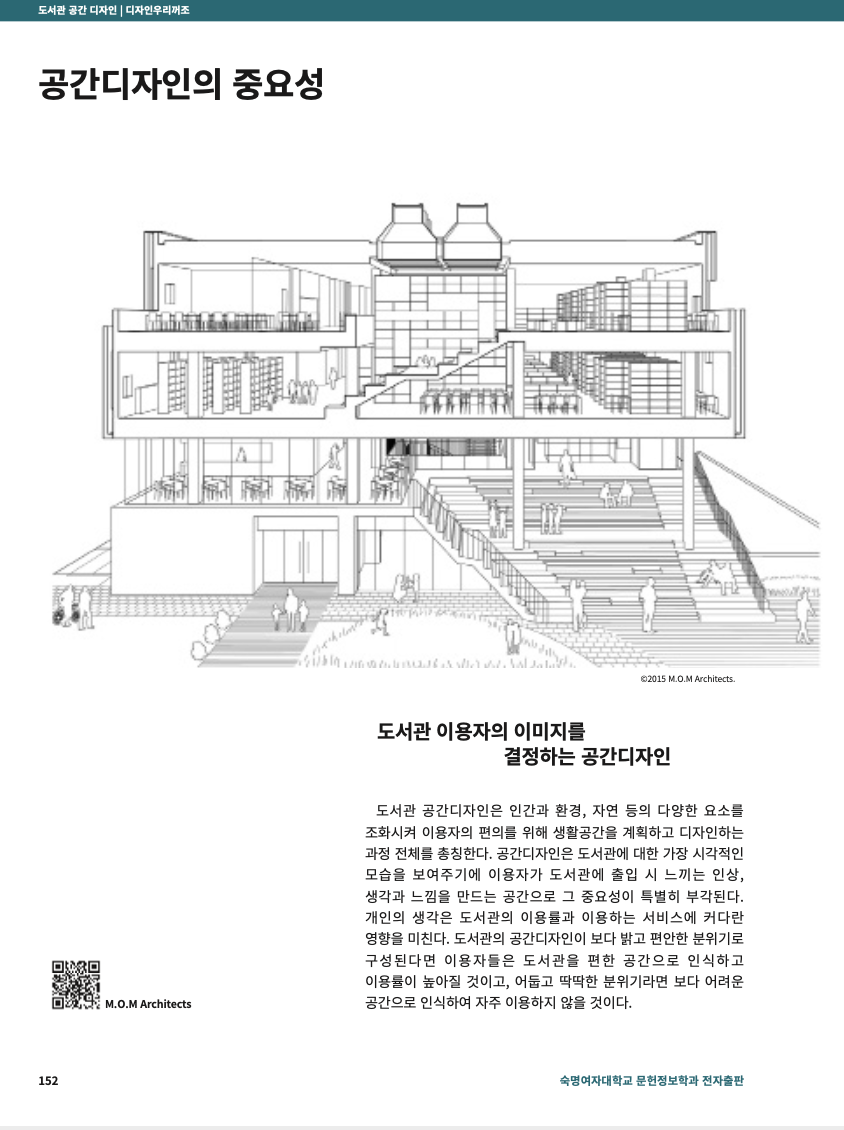 도서관 공간 디자인 | 디자인우리꺼조
공간디자인의 중요성
©2015 M.O.M Architects.
도서관 이용자의 이미지를
결정하는 공간디자인
도서관 공간디자인은 인간과 환경, 자연 등의 다양한 요소를
조화시켜 이용자의 편의를 위해 생활공간을 계획하고 디자인하는
과정 전체를 총칭한다. 공간디자인은 도서관에 대한 가장 시각적인
모습을 보여주기에 이용자가 도서관에 출입 시 느끼는 인상,
생각과 느낌을 만드는 공간으로 그 중요성이 특별히 부각된다.
개인의 생각은 도서관의 이용률과 이용하는 서비스에 커다란
영향을 미친다. 도서관의 공간디자인이 보다 밝고 편안한 분위기로
구성된다면 이용자들은 도서관을 편한 공간으로 인식하고
이용률이 높아질 것이고, 어둡고 딱딱한 분위기라면 보다 어려운
공간으로 인식하여 자주 이용하지 않을 것이다.
M.O.M Architects
152
숙명여자대학교 문헌정보학과 전자출판